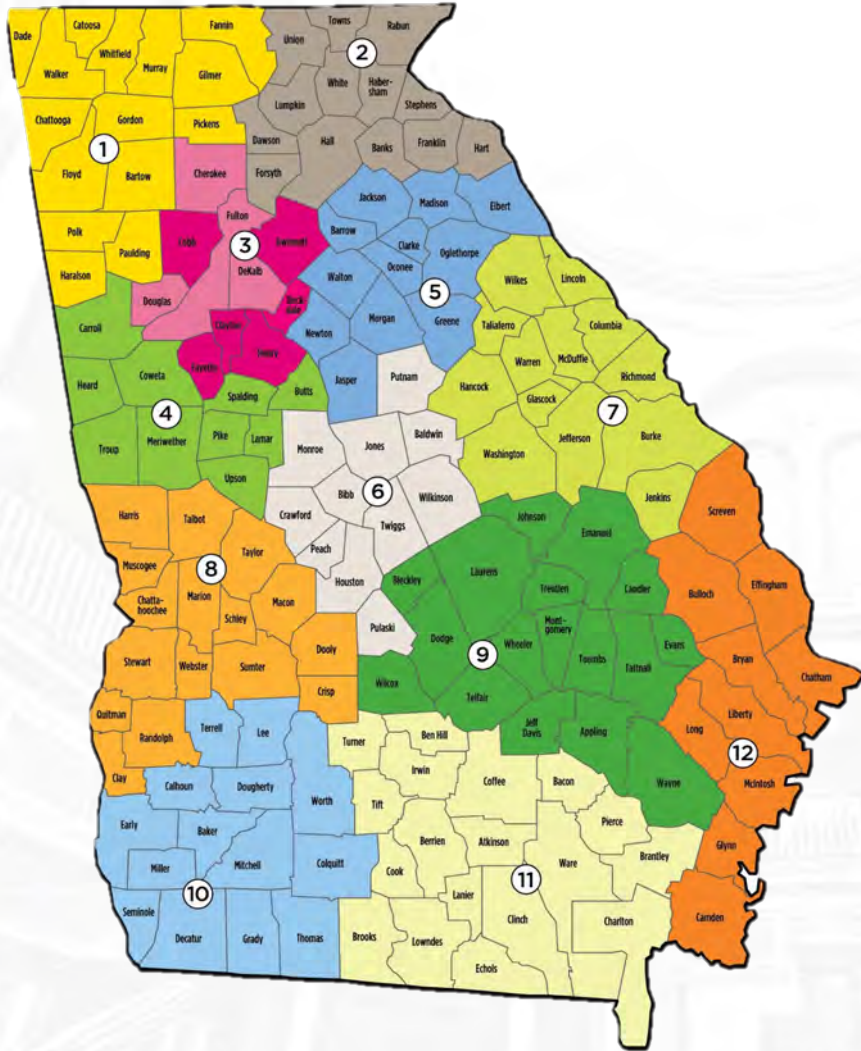 Dade
Catoosa
Fannin
Whitfield
Murray
Walker
Gilmer
Chattooga
Gordon
Pickens
1
Floyd
Bartow
Polk
Paulding
Haralson
Towns
Rabun
Union
2
White
Haber-
sham
Lumpkin
Stephens
Dawson
Hall
Banks
Franklin
Hart
Forsyth
Cherokee
Fulton
Cobb
3
Gwinnett
DeKalb
Douglas
Rock-
dale
Clayton
Henry
Fayette
Carroll
Heard
Coweta
Spalding
Butts
4
Troup
Meriwether
Pike
Lamar
Upson
Jackson
Madison
Elbert
Barrow
Clarke
Oglethorpe
Oconee
Walton
5
Morgan
Greene
Newton
Jasper
Putnam
Monroe
Jones
Baldwin
Bibb
6
Wilkinson
Crawford
Twiggs
Peach
Houston
Pulaski
Wilkes
Lincoln
Taliaferro
Columbia
Warren
McDuffie
Hancock
Richmond
Glascock
7
Washington
Jefferson
Burke
Jenkins
Harris
Talbot
Taylor
Muscogee
8
Chatta-
hoochee
Marion
Schley
Macon
Stewart
Webster
Sumter
Dooly
Crisp
Quitman
Randolph
Clay
Johnson
Emanuel
Bleckley
Laurens
Treutlen
Candler
Dodge
Wheeler
Mont-
gomery
Evans
9
Toombs
Tattnall
Wilcox
Telfair
Jeff
Davis
Appling
Wayne
Terrell
Lee
Calhoun
Dougherty
Worth
Early
Baker
Miller
Mitchell
Colquitt
10
Seminole
Decatur
Grady
Thomas
Turner
Ben Hill
Irwin
Coffee
Bacon
Tift
Pierce
Berrien
Atkinson
Ware
Brantley
Cook
11
Lanier
Clinch
Charlton
Brooks
Lowndes
Echols
Screven
Bulloch
Effingham
Bryan
Chatham
Liberty
Long
12
McIntosh
Glynn
Camden